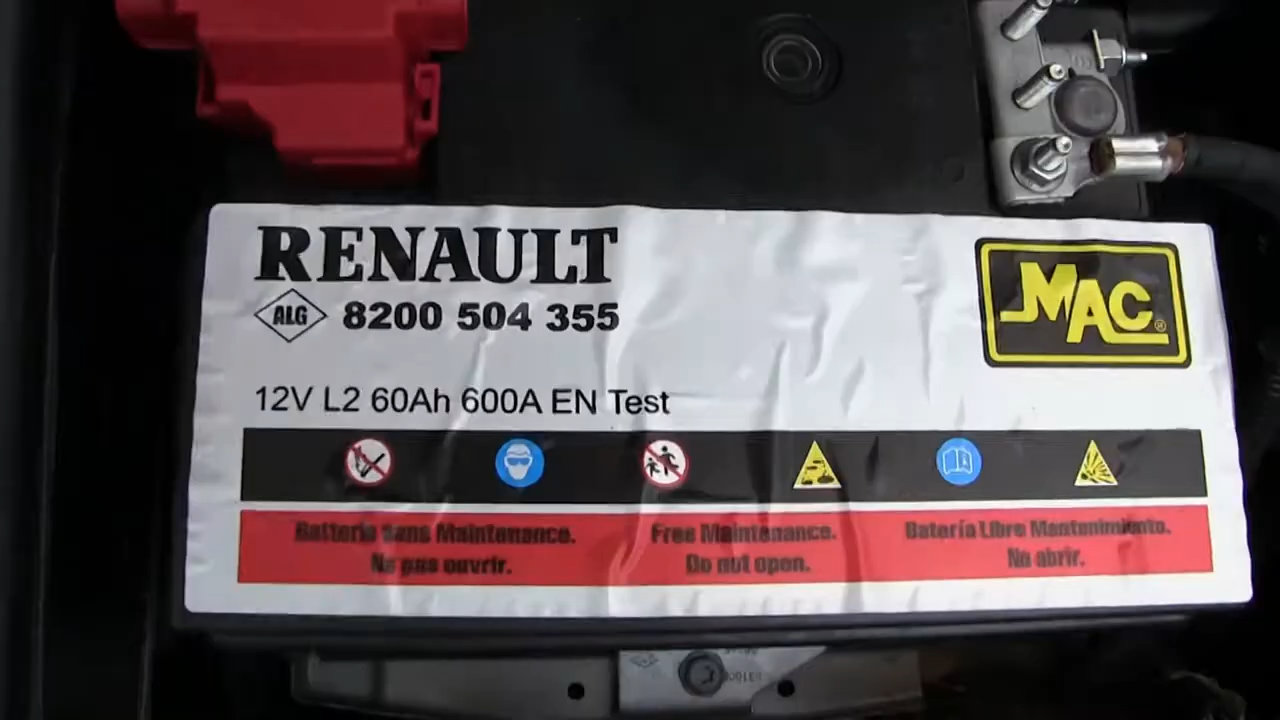 RENAULT
MAC®
ALG 8200 504 355
12V L2 60Ah 600A EN Test
Batterie sans Maintenance.
Ne pas ouvrir.
Free Maintenance.
Do not open.
Batería Libre Mantenimiento.
No abrir.